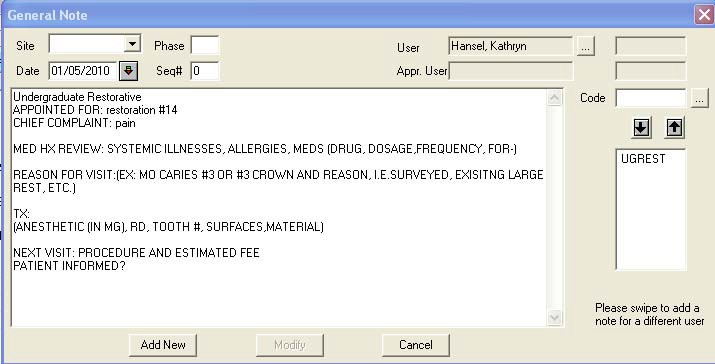 General Note
Site Phase User Hansel, Kathryn ...
Date 01/05/2010 Seq# 0 Appr. User
Undergraduate Restorative
APPOINTED FOR: restoration #14
CHIEF COMPLAINT: pain
MED HX REVIEW: SYSTEMIC ILLNESSES, ALLERGIES, MEDS (DRUG, DOSAGE,FREQUENCY, FOR-)
REASON FOR VISIT:(EX: MO CARIES #3 OR #3 CROWN AND REASON, I.E.SURVEYED, EXISITNG LARGE
REST, ETC.)
TX:
(ANESTHETIC (IN MG), RD, TOOTH #, SURFACES,MATERIAL)
NEXT VISIT: PROCEDURE AND ESTIMATED FEE
PATIENT INFORMED?
Code ...
UGREST
Please swipe to add a
note for a different user
Add New Modify Cancel